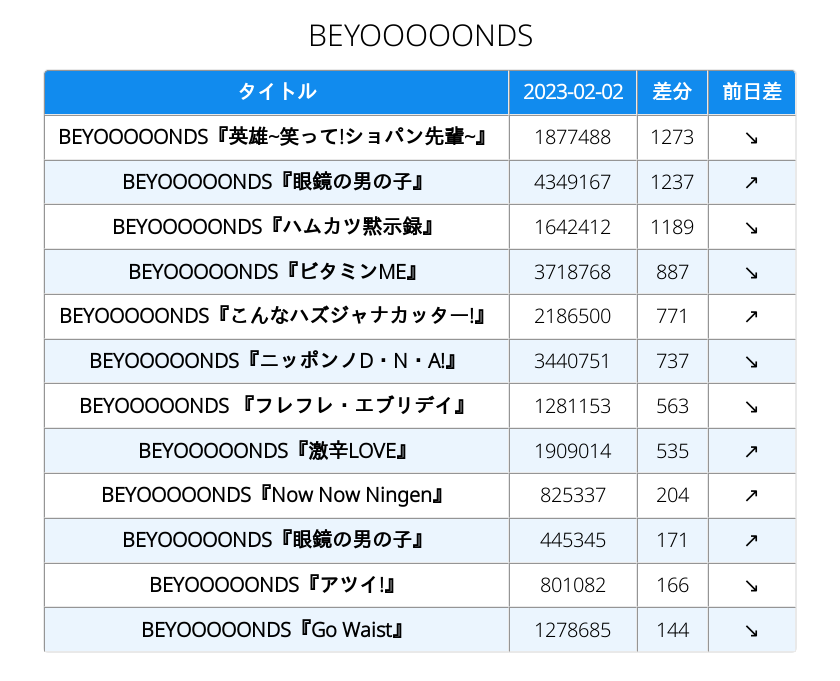 BEYOOOOONDS
タイトル 2023-02-02 差分 前日差
BEYOOOOONDS『英雄~笑って!ショパン先輩~』 1877488 1273 ↘
BEYOOOOONDS『眼鏡の男の子』 4349167 1237 ↗
BEYOOOOONDS『ハムカツ黙示録』 1642412 1189 ↘
BEYOOOOONDS『ビタミンME』 3718768 887 ↘
BEYOOOOONDS『こんなハズジャナカッター!』 2186500 771 ↗
BEYOOOOONDS『ニッポンノD・N・A!』 3440751 737 ↘
BEYOOOOONDS 『フレフレ・エブリデイ』 1281153 563 ↘
BEYOOOOONDS『激辛LOVE』 1909014 535 ↗
BEYOOOOONDS『Now Now Ningen』 825337 204 ↗
BEYOOOOONDS『眼鏡の男の子』 445345 171 ↗
BEYOOOOONDS『アツイ!』 801082 166 ↘
BEYOOOOONDS『Go Waist』 1278685 144 ↘